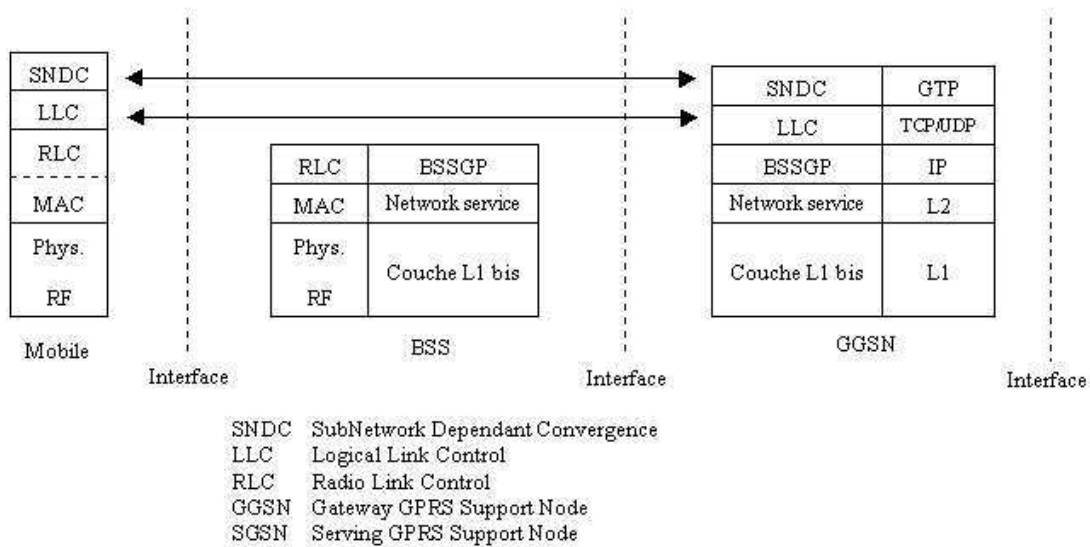 SNDC
LLC
RLC
MAC
Phys.
RF
Mobile
Interface
RLC BSSGP
MAC Network service
Phys. Couche L1 bis
RF
BSS
Interface
SNDC GTP
LLC TCP/UDP
BSSGP IP
Network service L2
Couche L1 bis L1
GGSN
Interface
SNDC SubNetwork Dependant Convergence
LLC Logical Link Control
RLC Radio Link Control
GGSN Gateway GPRS Support Node
SGSN Serving GPRS Support Node